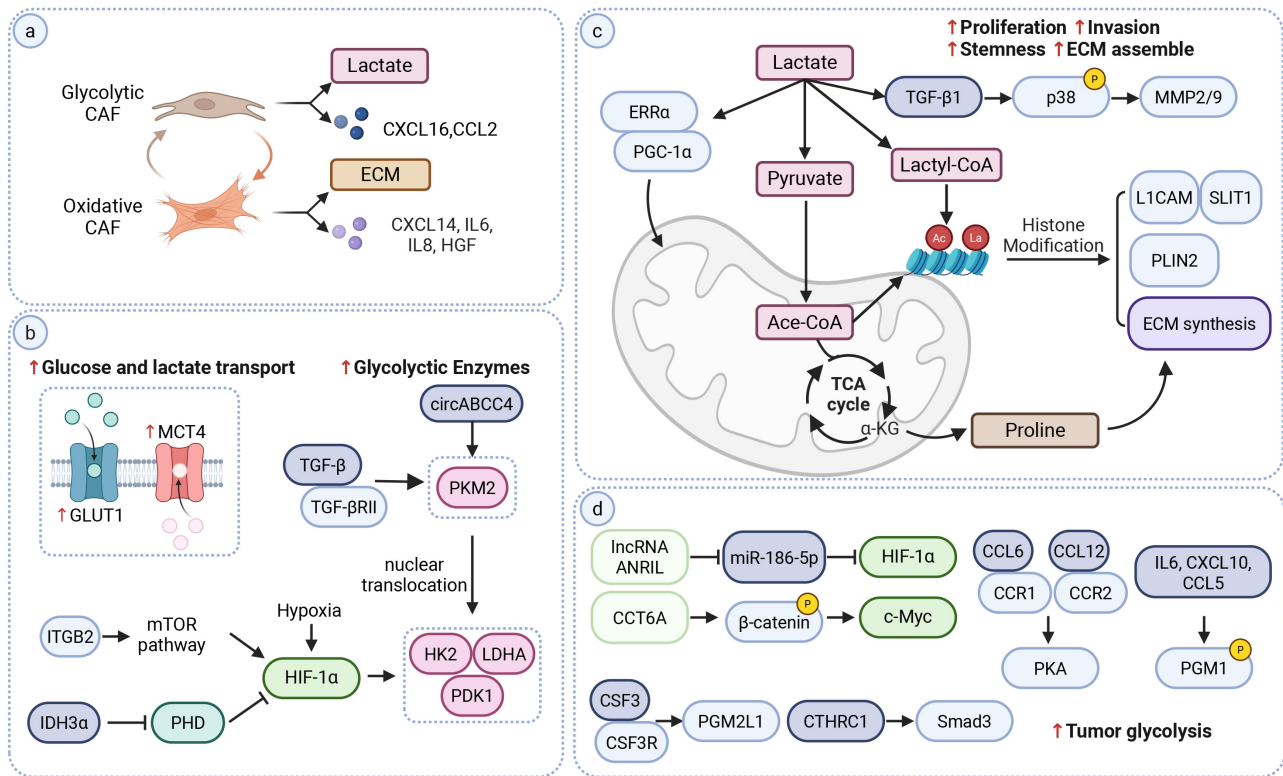 a
Glycolytic
CAF
Lactate
CXCL16,CCL2
Oxidative
CAF
ECM
CXCL14, IL6,
IL8, HGF
b
↑Glucose and lactate transport
↑MCT4
↑GLUT1
↑Glycolyctic Enzymes
circABCC4
TGF-β
TGF-βRII
PKM2
nuclear
translocation
Hypoxia
ITGB2
mTOR
pathway
HIF-1α
IDH3α
PHD
HK2
LDHA
PDK1
c
↑Proliferation ↑Invasion
↑Stemness ↑ECM assemble
Lactate
TGF-β1
p38
P
MMP2/9
ERRα
PGC-1α
Pyruvate
Lactyl-CoA
Ac
La
Histone
Modification
L1CAM
SLIT1
PLIN2
ECM synthesis
Ace-CoA
TCA
cycle
α-KG
Proline
d
lncRNA
ANRIL
miR-186-5p
HIF-1α
CCT6A
β-catenin
P
c-Myc
CCL6
CCR1
CCL12
CCR2
PKA
IL6, CXCL10,
CCL5
PGM1
P
CSF3
CSF3R
PGM2L1
CTHRC1
Smad3
↑Tumor glycolysis